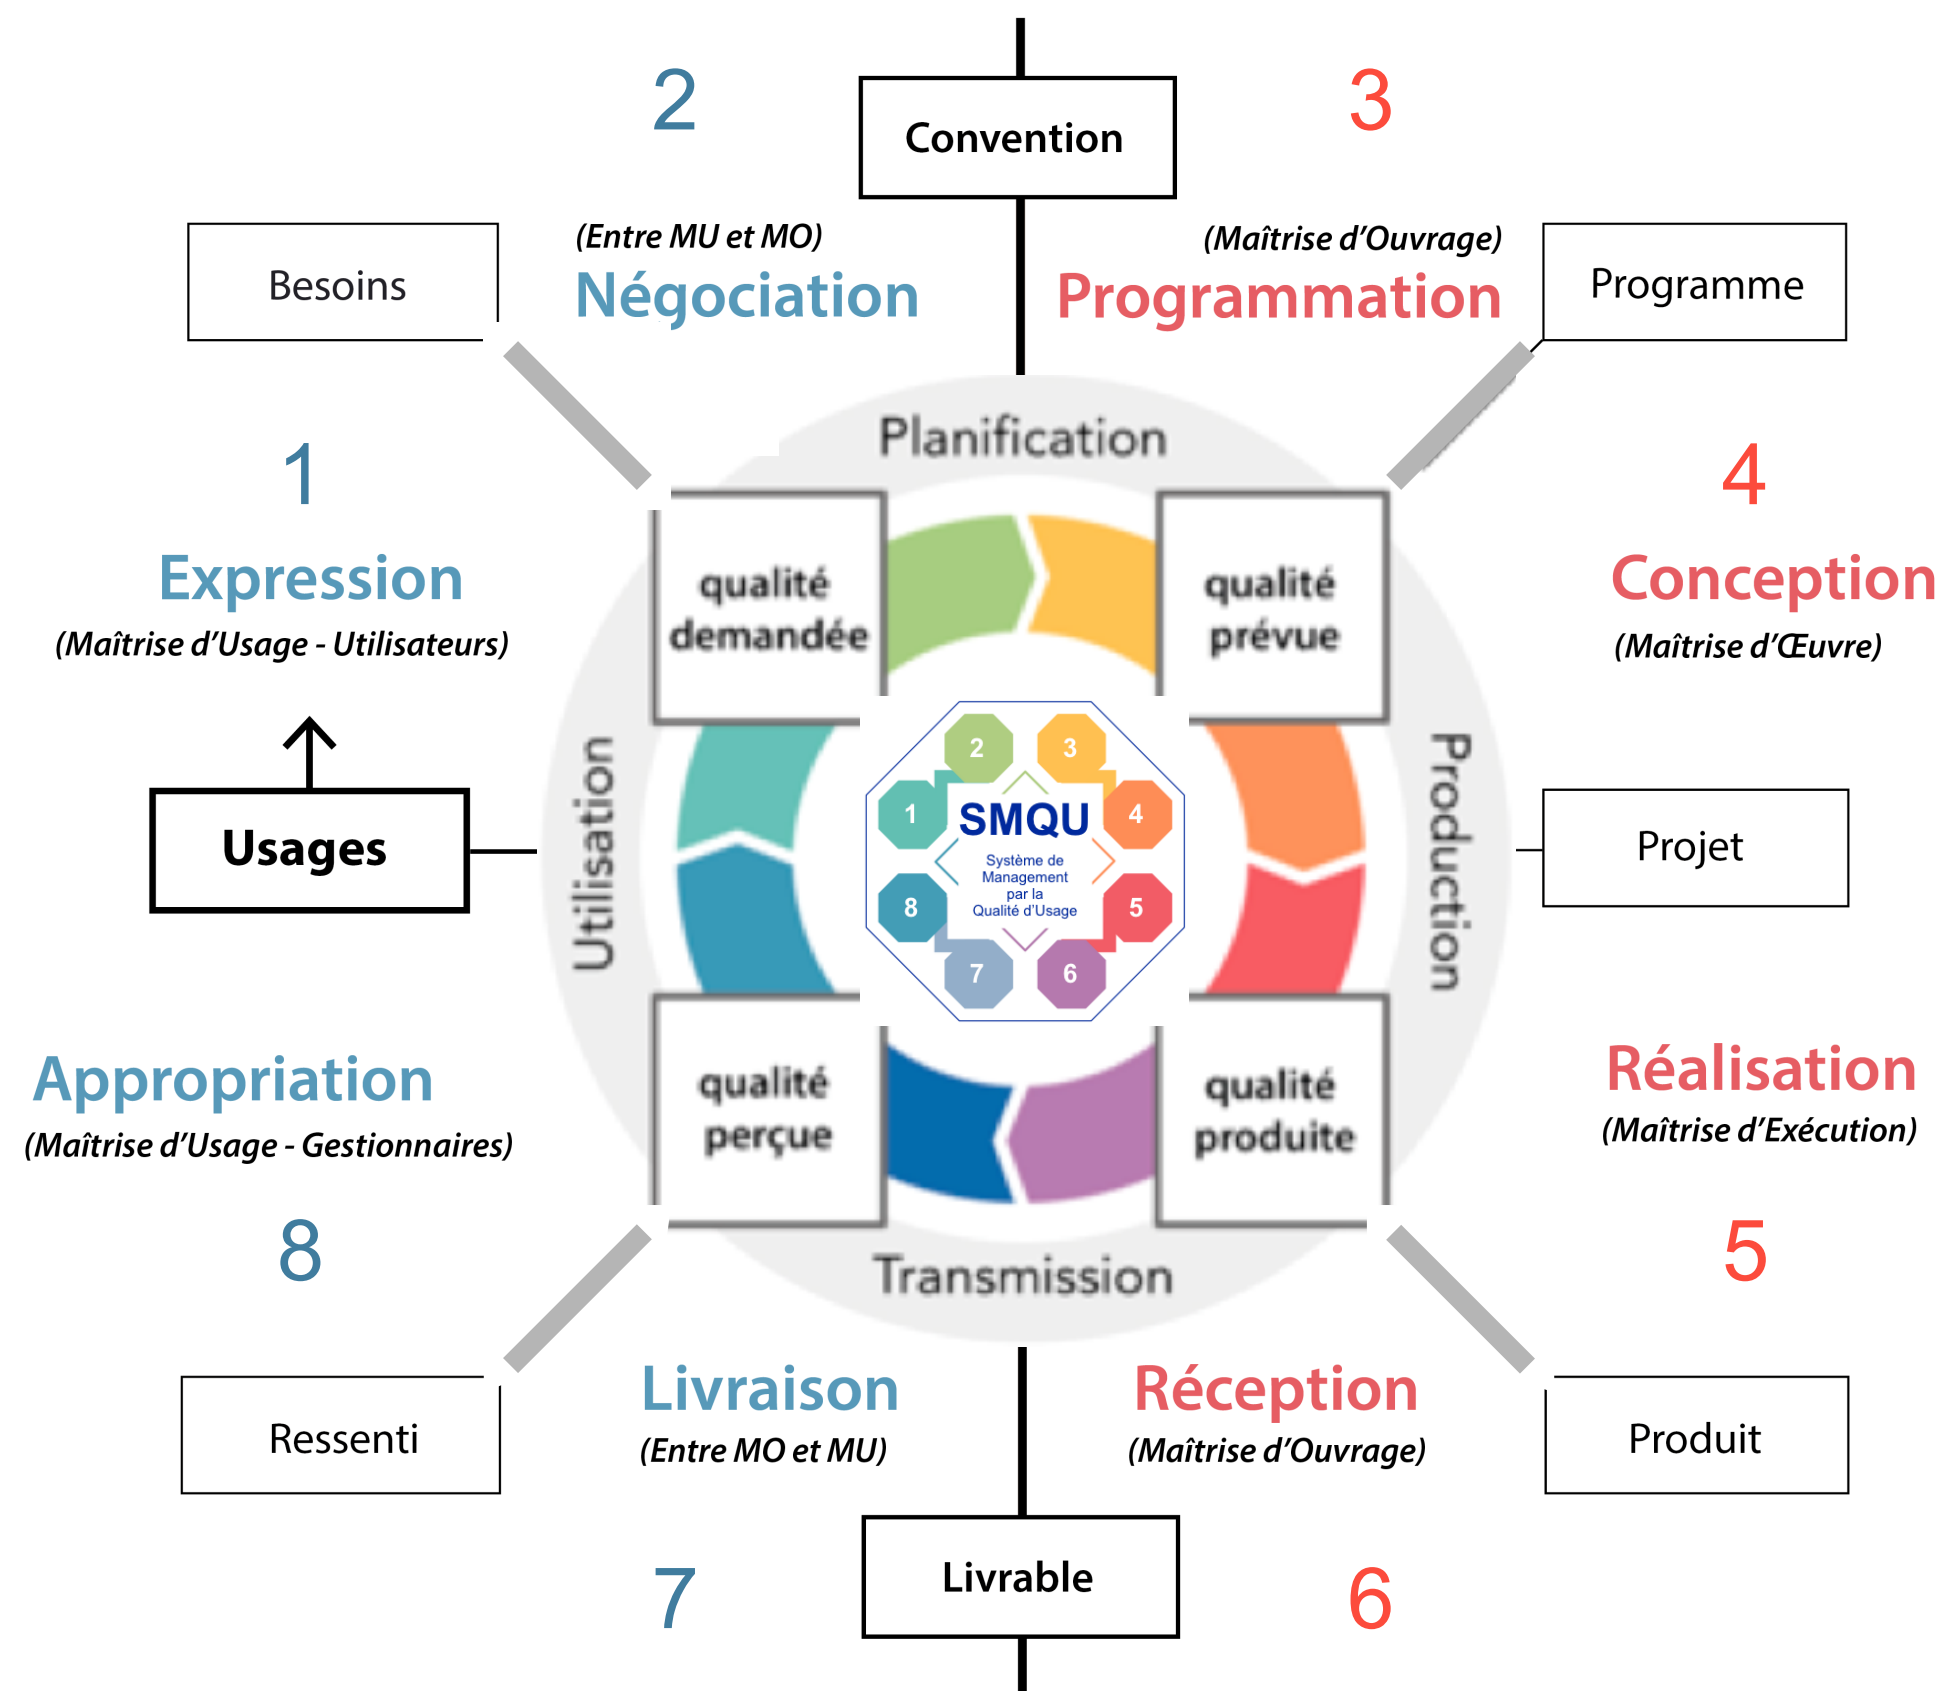 2
3
Convention
(Entre MU et MO)
Négociation
(Maîtrise d’Ouvrage)
Programmation
Besoins
Programme
Planification
1
Expression
(Maîtrise d’Usage - Utilisateurs)
4
Conception
(Maîtrise d’Œuvre)
qualité
demandée
qualité
prévue
Usages
Utilisation
2
3
1
4
SMQU
Système de
Management
par la
Qualité d’Usage
8
5
7
6
Production
Projet
Appropriation
(Maîtrise d’Usage - Gestionnaires)
8
qualité
perçue
qualité
produite
Réalisation
(Maîtrise d’Exécution)
5
Transmission
Ressenti
Livraison
(Entre MO et MU)
Réception
(Maîtrise d’Ouvrage)
Produit
7
Livrable
6